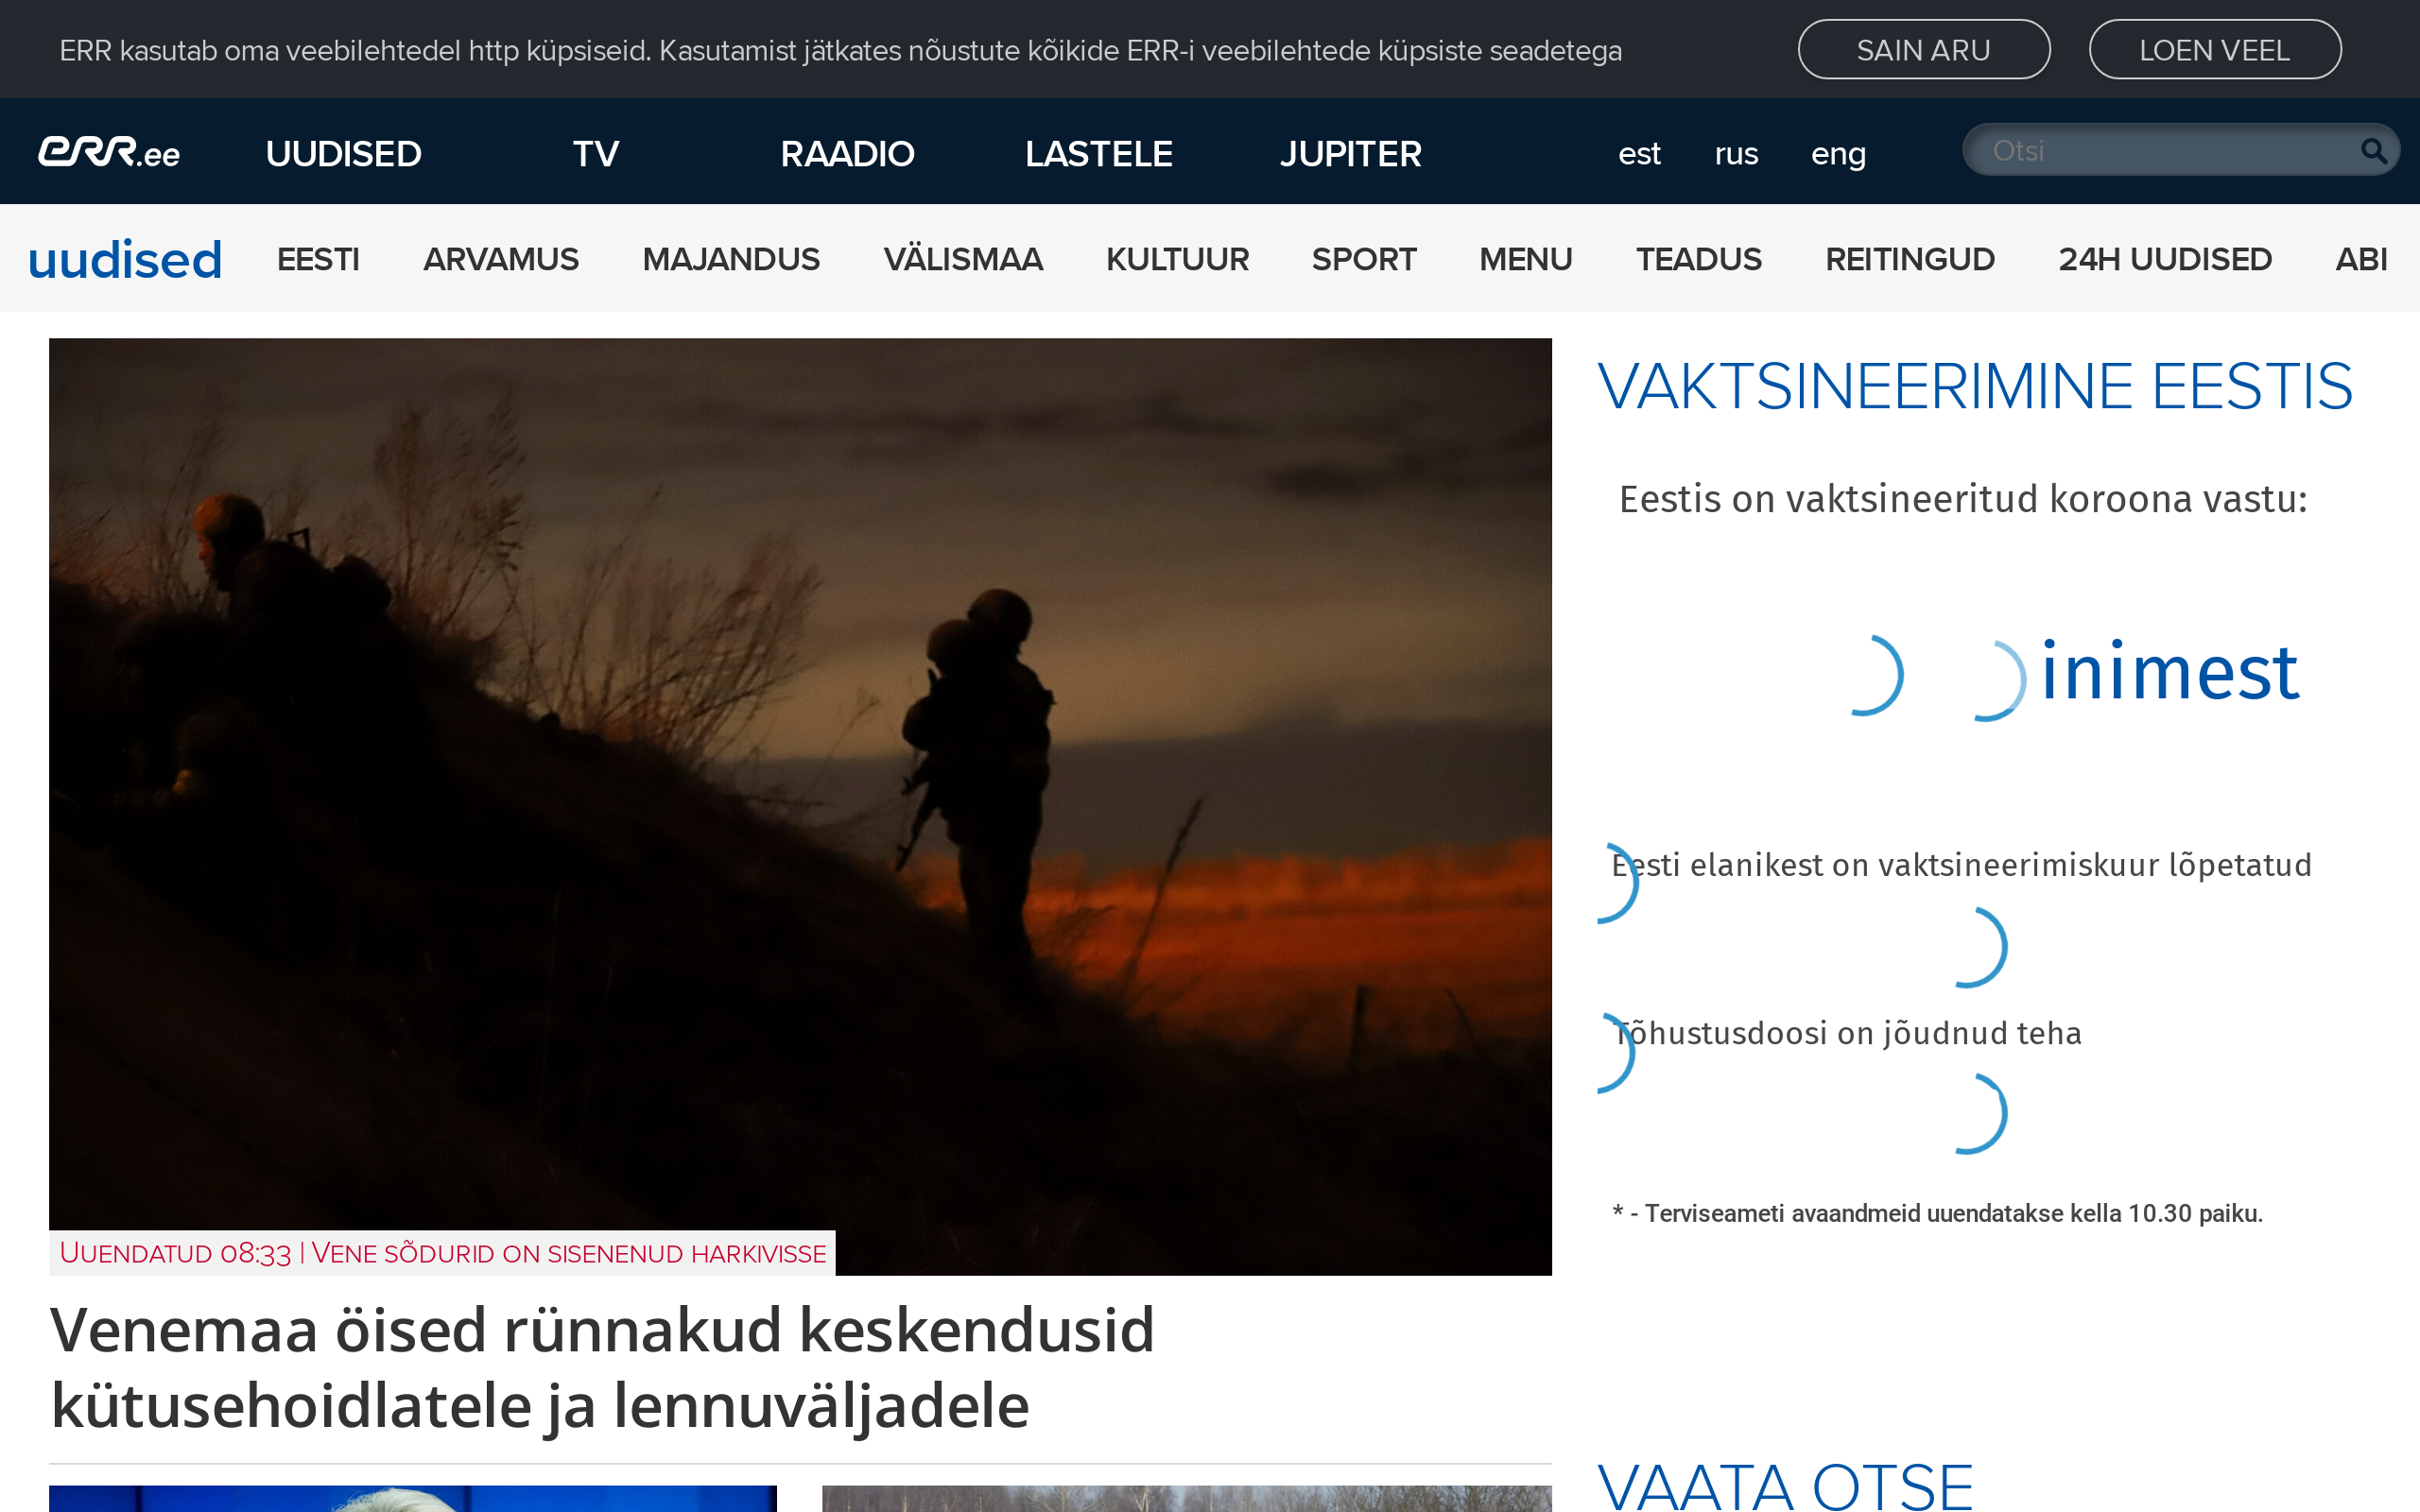 ERR kasutab oma veebilehtedel http küpsiseid. Kasutamist jätkates nõustute kõikide ERR-i veebilehtede küpsiste seadetega
SAIN ARU
LOEN VEEL
err.ee
UUDISED
TV
RAADIO
LASTELE
JUPITER
est
rus
eng
Otsi
uudised
EESTI
ARVAMUS
MAJANDUS
VÄLISMAA
KULTUUR
SPORT
MENU
TEADUS
REITINGUD
24H UUDISED
ABI
Uuendatud 08:33 | Vene sõdurid on sisenenud harkivisse
Venemaa öised rünnakud keskendusid
kütusehoidlatele ja lennuväljadele
VAKTSINEERIMINE EESTIS
Eestis on vaktsineeritud koroona vastu:
inimest
Eesti elanikest on vaktsineerimiskuur lõpetatud
Tõhustusdoosi on jõudnud teha
* - Terviseameti avaandmeid uuendatakse kella 10.30 paiku.
VAATA OTSE